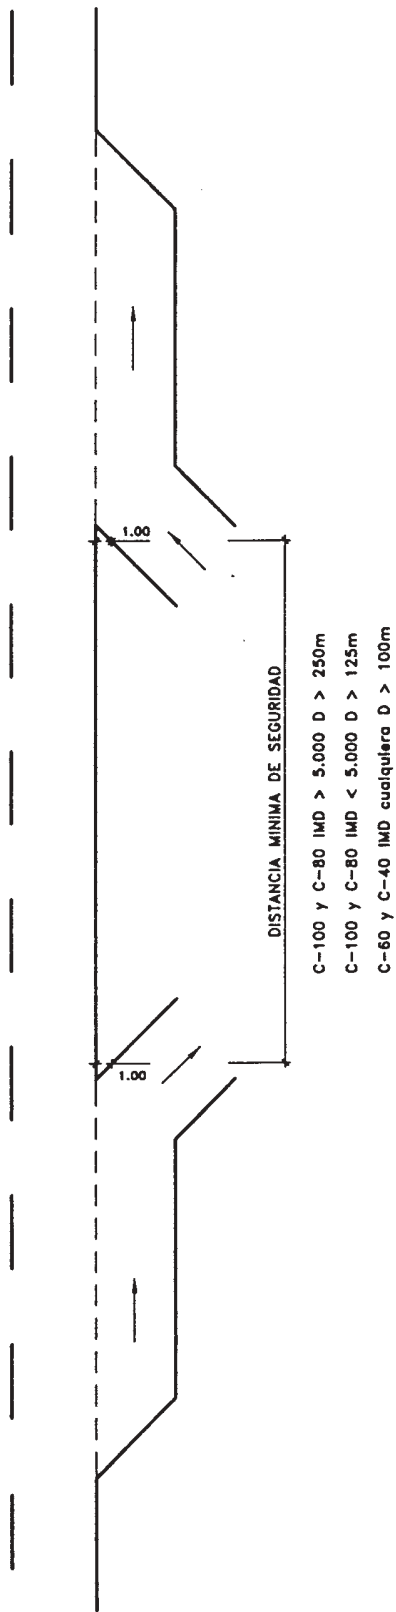 1.00
DISTANCIA MINIMA DE SEGURIDAD
C-100 y C-80 IMD > 5.000 D > 250m
C-100 y C-80 IMD < 5.000 D > 125m
C-60 y C-40 IMD cualquiera D > 100m
1.00